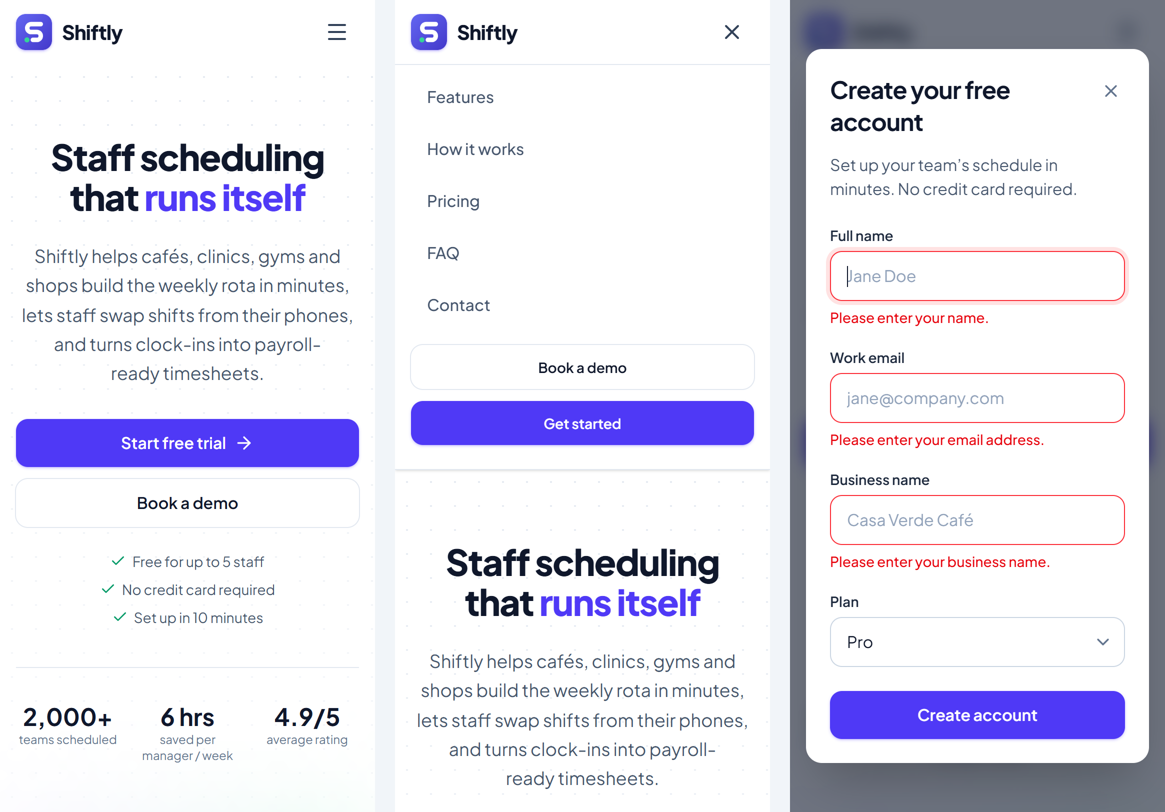 Shiftly
Staff scheduling
that runs itself
Shiftly helps cafés, clinics, gyms and
shops build the weekly rota in minutes,
lets staff swap shifts from their phones,
and turns clock-ins into payroll-
ready timesheets.
Start free trial →
Book a demo
Free for up to 5 staff
No credit card required
Set up in 10 minutes
2,000+
teams scheduled
6 hrs
saved per
manager / week
4.9/5
average rating
Shiftly
Features
How it works
Pricing
FAQ
Contact
Book a demo
Get started
Staff scheduling
that runs itself
Shiftly helps cafés, clinics, gyms and
shops build the weekly rota in minutes,
lets staff swap shifts from their phones,
and turns clock-ins into payroll-
ready timesheets.
Create your free
account
Set up your team’s schedule in
minutes. No credit card required.
Full name
Jane Doe
Please enter your name.
Work email
jane@company.com
Please enter your email address.
Business name
Casa Verde Café
Please enter your business name.
Plan
Pro
Create account